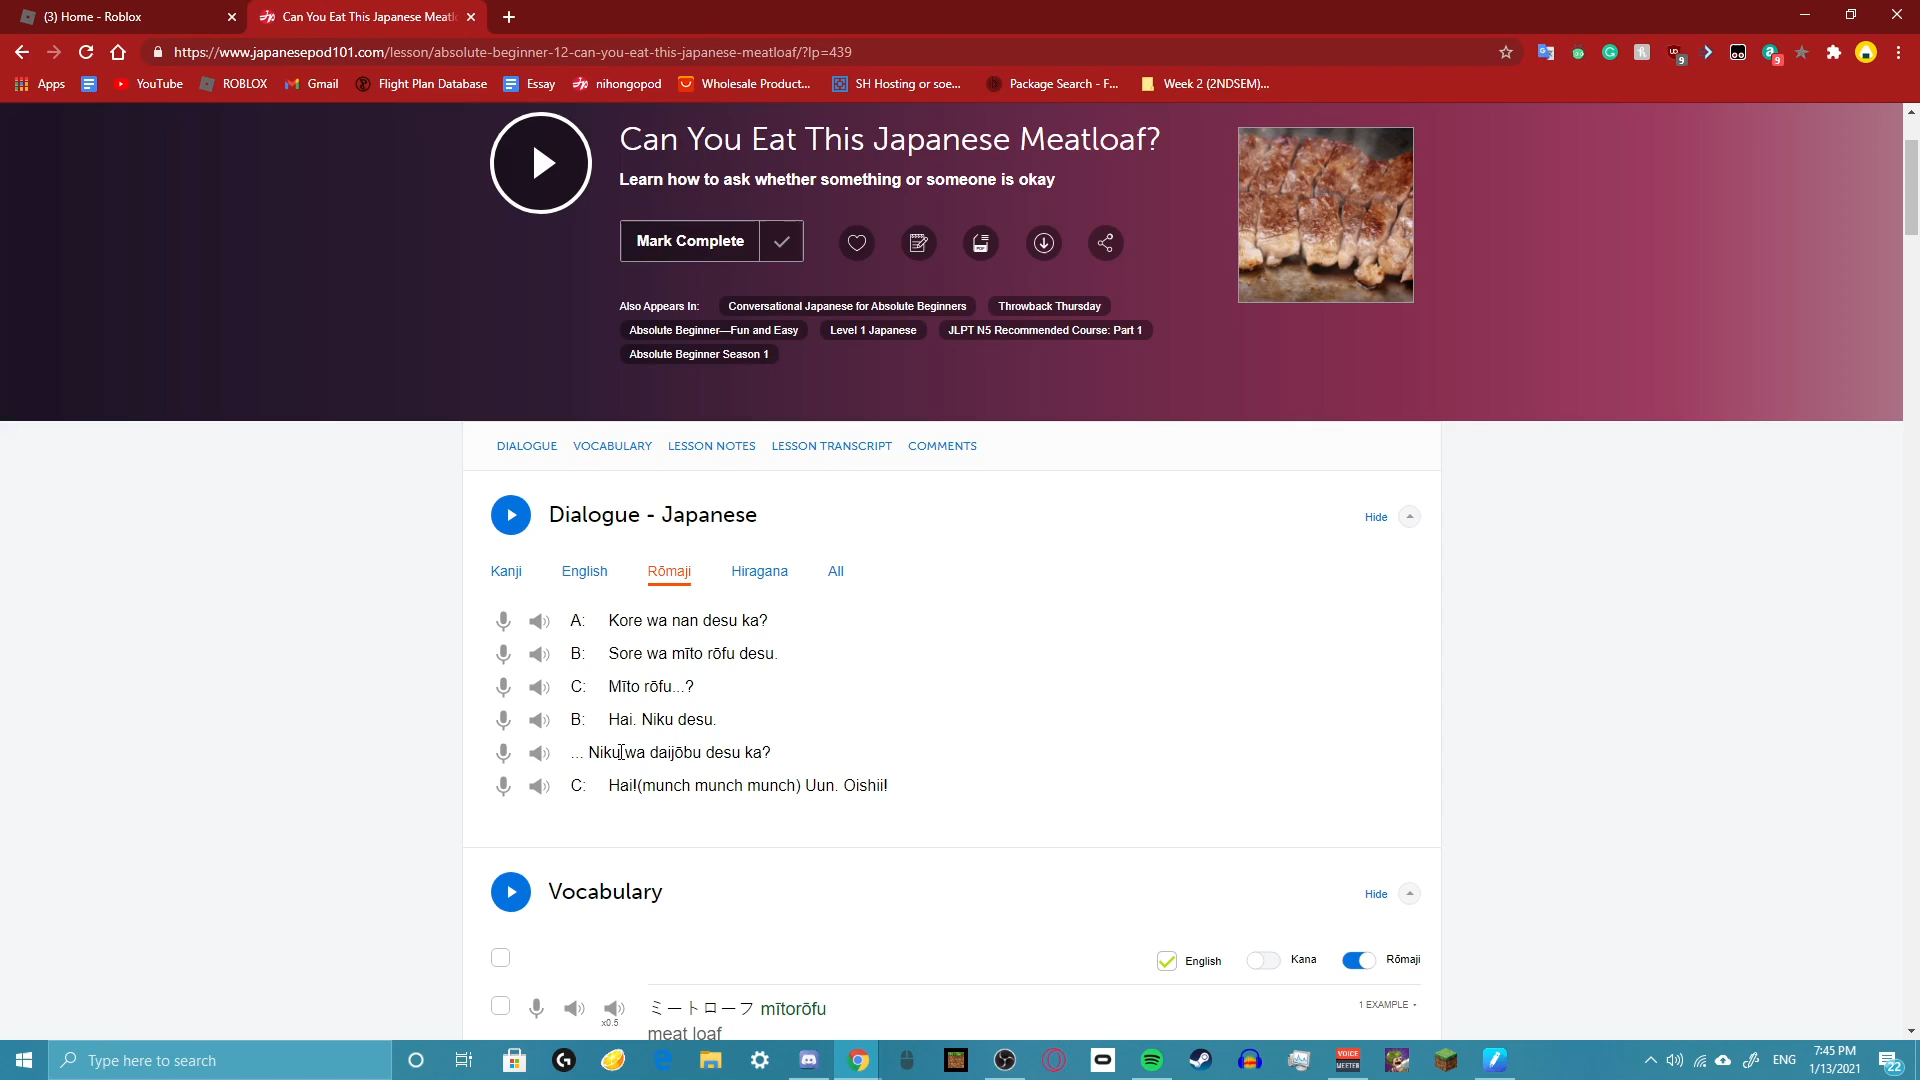 (3) Home - Roblox
Can You Eat This Japanese Meatl
https://www.japanesepod101.com/lesson/absolute-beginner-12-can-you-eat-this-japanese-meatloaf/?lp=439
9
9
Apps YouTube ROBLOX Gmail Flight Plan Database Essay nihongopod Wholesale Product... SH Hosting or soe... Package Search - F... Week 2 (2NDSEM)...
Can You Eat This Japanese Meatloaf?
Learn how to ask whether something or someone is okay
Mark Complete
PDF
Also Appears In: Conversational Japanese for Absolute Beginners Throwback Thursday
Absolute Beginner—Fun and Easy Level 1 Japanese JLPT N5 Recommended Course: Part 1
Absolute Beginner Season 1
DIALOGUE VOCABULARY LESSON NOTES LESSON TRANSCRIPT COMMENTS
Dialogue - Japanese Hide
Kanji English Rōmaji Hiragana All
A: Kore wa nan desu ka?
B: Sore wa mīto rōfu desu.
C: Mīto rōfu...?
B: Hai. Niku desu.
... Niku wa daijōbu desu ka?
C: Hai!(munch munch munch) Uun. Oishii!
Vocabulary Hide
English Kana Rōmaji
ミートローフ mītorōfu 1 EXAMPLE
x0.5
meat loaf
Type here to search
VOICE MEETER
ENG
7:45 PM
1/13/2021
22